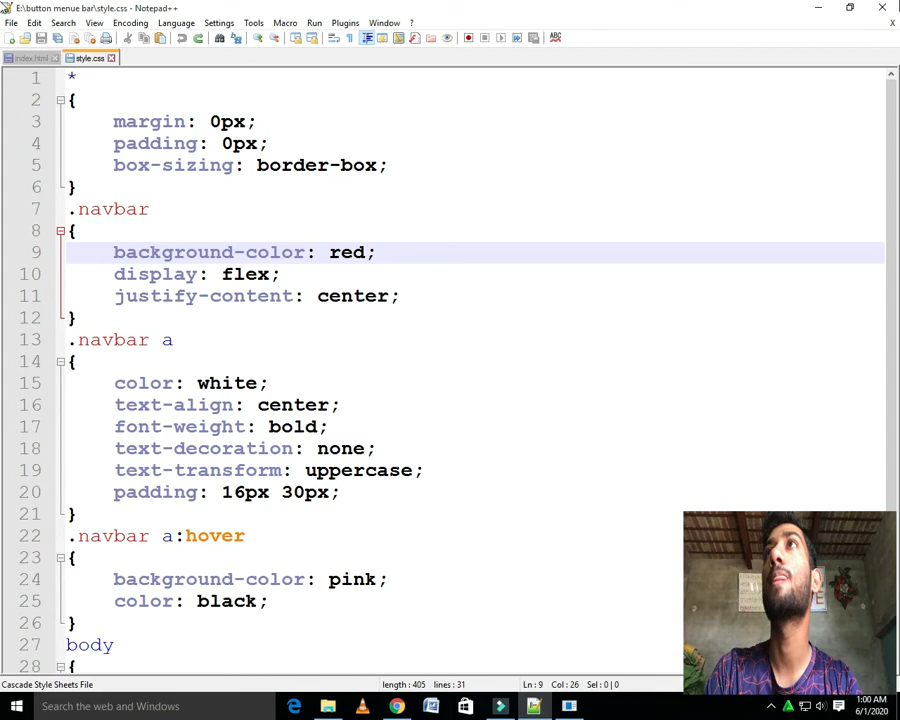 E:\button menue bar\style.css - Notepad++
File Edit Search View Encoding Language Settings Tools Macro Run Plugins Window ?
index.html style.css
1 *
2 {
3 margin: 0px;
4 padding: 0px;
5 box-sizing: border-box;
6 }
7 .navbar
8 {
9 background-color: red;
10 display: flex;
11 justify-content: center;
12 }
13 .navbar a
14 {
15 color: white;
16 text-align: center;
17 font-weight: bold;
18 text-decoration: none;
19 text-transform: uppercase;
20 padding: 16px 30px;
21 }
22 .navbar a:hover
23 {
24 background-color: pink;
25 color: black;
26 }
27 body
28 {
Cascade Style Sheets File length : 405 lines : 31 Ln : 9 Col : 26 Sel : 0 | 0
Search the web and Windows
1:00 AM
6/1/2020